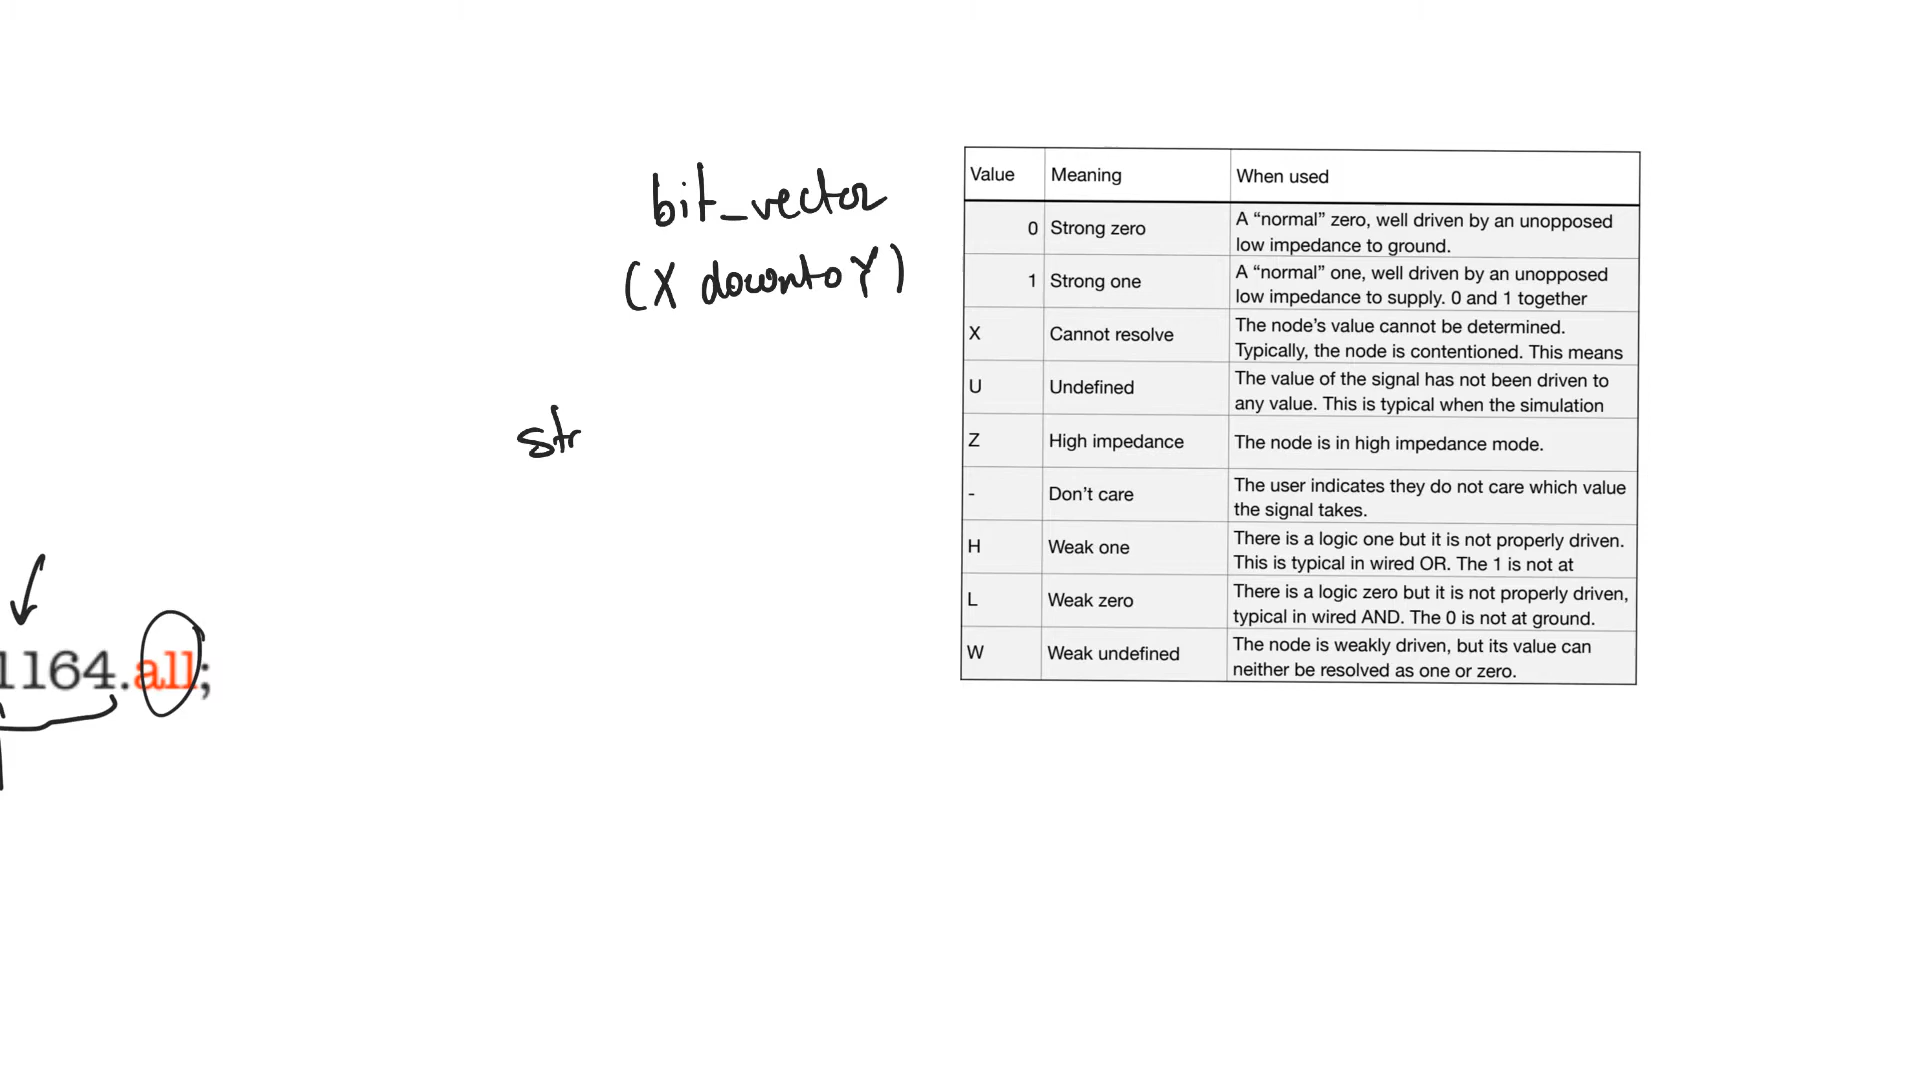 bit_vector
(X downto Y)
str
1164.all;
Value Meaning When used
0 Strong zero A “normal” zero, well driven by an unopposed
low impedance to ground.
1 Strong one A “normal” one, well driven by an unopposed
low impedance to supply. 0 and 1 together
X Cannot resolve The node’s value cannot be determined.
Typically, the node is contentioned. This means
U Undefined The value of the signal has not been driven to
any value. This is typical when the simulation
Z High impedance The node is in high impedance mode.
- Don’t care The user indicates they do not care which value
the signal takes.
H Weak one There is a logic one but it is not properly driven.
This is typical in wired OR. The 1 is not at
L Weak zero There is a logic zero but it is not properly driven,
typical in wired AND. The 0 is not at ground.
W Weak undefined The node is weakly driven, but its value can
neither be resolved as one or zero.